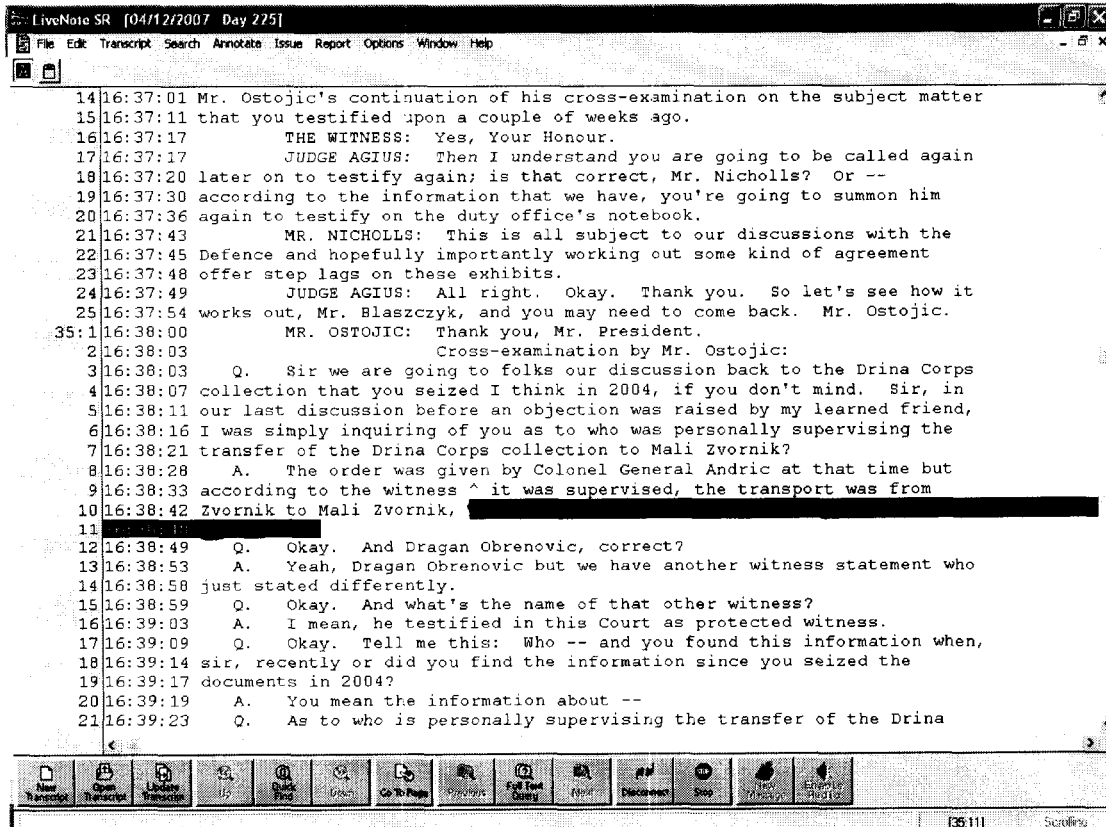 LiveNote SR [04/12/2007 Day 225]
File Edit Transcript Search Annotate Issue Report Options Window Help
14 16:37:01 Mr. Ostojic's continuation of his cross-examination on the subject matter
15 16:37:11 that you testified upon a couple of weeks ago.
16 16:37:17 THE WITNESS: Yes, Your Honour.
17 16:37:17 JUDGE AGIUS: Then I understand you are going to be called again
18 16:37:20 later on to testify again; is that correct, Mr. Nicholls? Or --
19 16:37:30 according to the information that we have, you're going to summon him
20 16:37:36 again to testify on the duty office's notebook.
21 16:37:43 MR. NICHOLLS: This is all subject to our discussions with the
22 16:37:45 Defence and hopefully importantly working out some kind of agreement
23 16:37:48 offer step lags on these exhibits.
24 16:37:49 JUDGE AGIUS: All right. Okay. Thank you. So let's see how it
25 16:37:54 works out, Mr. Blaszczyk, and you may need to come back. Mr. Ostojic.
35:1 16:38:00 MR. OSTOJIC: Thank you, Mr. President.
2 16:38:03 Cross-examination by Mr. Ostojic:
3 16:38:03 Q. Sir we are going to folks our discussion back to the Drina Corps
4 16:38:07 collection that you seized I think in 2004, if you don't mind. Sir, in
5 16:38:11 our last discussion before an objection was raised by my learned friend,
6 16:38:16 I was simply inquiring of you as to who was personally supervising the
7 16:38:21 transfer of the Drina Corps collection to Mali Zvornik?
8 16:38:28 A. The order was given by Colonel General Andric at that time but
9 16:38:33 according to the witness ^ it was supervised, the transport was from
10 16:38:42 Zvornik to Mali Zvornik,
11
12 16:38:49 Q. Okay. And Dragan Obrenovic, correct?
13 16:38:53 A. Yeah, Dragan Obrenovic but we have another witness statement who
14 16:38:58 just stated differently.
15 16:38:59 Q. Okay. And what's the name of that other witness?
16 16:39:03 A. I mean, he testified in this Court as protected witness.
17 16:39:09 Q. Okay. Tell me this: Who -- and you found this information when,
18 16:39:14 sir, recently or did you find the information since you seized the
19 16:39:17 documents in 2004?
20 16:39:19 A. You mean the information about --
21 16:39:23 Q. As to who is personally supervising the transfer of the Drina
New Transcript Open Transcript Update Transcript Up Quick Find Down Go To Page Previous Full Text Query Next Disconnect Stop
[35:11] Scrolling